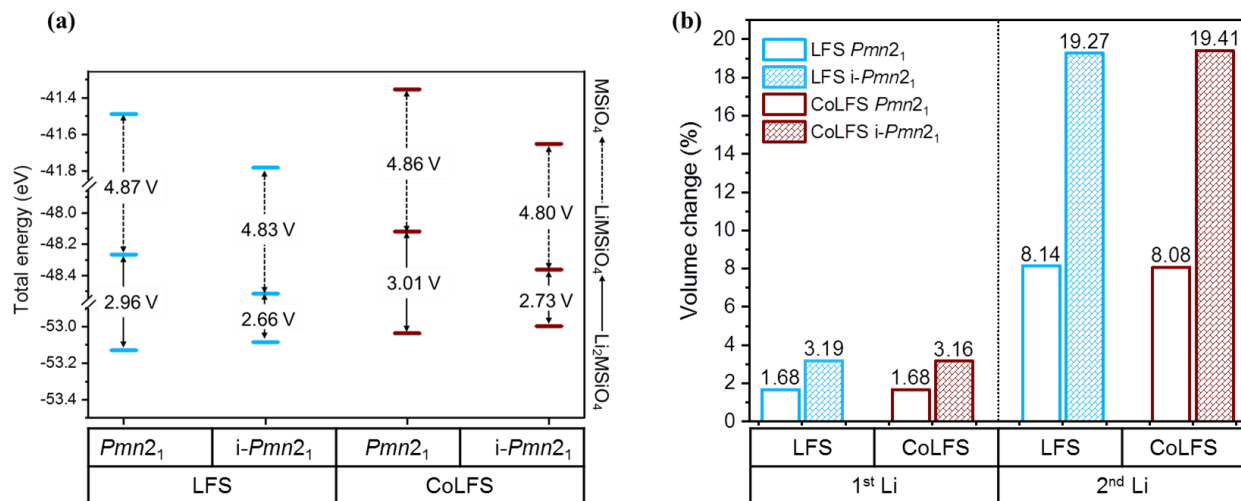 (a)
Total energy (eV)
-41.4
-41.6
-41.8
-48.0
-48.2
-48.4
-53.0
-53.2
-53.4
4.87 V
2.96 V
4.83 V
2.66 V
4.86 V
3.01 V
4.80 V
2.73 V
MSiO₄
LiMSiO₄
Li₂MSiO₄
Pmn2₁ i-Pmn2₁ Pmn2₁ i-Pmn2₁
LFS CoLFS
(b)
Volume change (%)
20
18
16
14
12
10
8
6
4
2
0
LFS Pmn2₁
LFS i-Pmn2₁
CoLFS Pmn2₁
CoLFS i-Pmn2₁
1.68 3.19 1.68 3.16 8.14 19.27 8.08 19.41
LFS CoLFS LFS CoLFS
1ˢᵗ Li 2ⁿᵈ Li